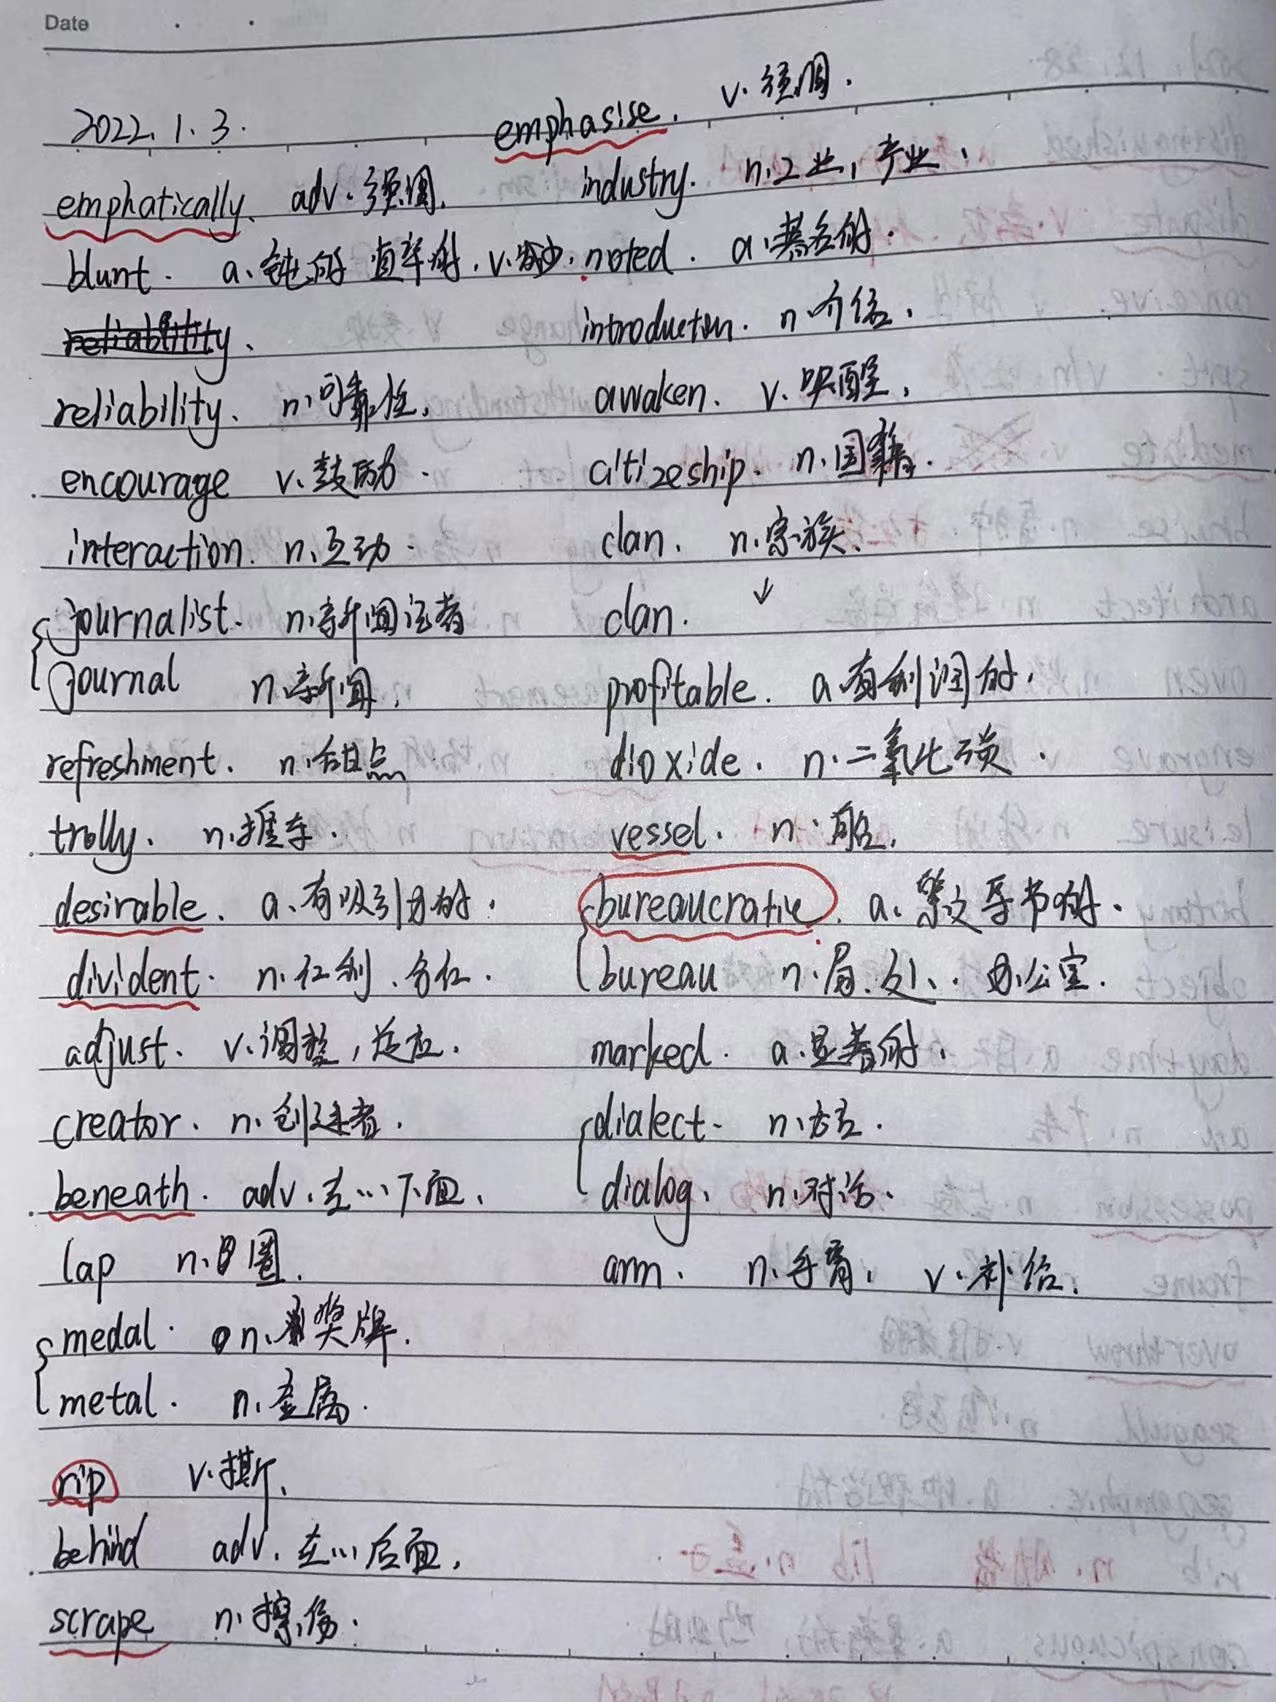 Date
2022.1.3.
emphatically. adv.强调.
blunt. a.钝的 直率的. v.减少.
reliability.
reliability. n.可靠性.
encourage v.鼓励.
interaction. n.互动.
journalist. n.新闻记者
journal n.新闻.
refreshment. n.甜点
trolly. n.推车.
desirable. a.有吸引力的.
divident. n.红利.分红.
adjust. v.调整,适应.
creator. n.创造者.
beneath. adv.在…下面.
lap n.圈.
medal. n.奖牌.
metal. n.金属.
rip v.撕.
behind adv.在…后面.
scrape n.擦伤.
emphasise. v.强调.
industry. n.工业,产业.
noted. a.著名的.
introduction. n.介绍.
awaken. v.唤醒.
citizeship. n.国籍.
clan. n.宗族.
clan.
profitable. a.有利润的.
dioxide. n.二氧化碳.
vessel. n.船.
bureaucratic. a.繁文
bureau n.局.处、办公室.
marked. a.显著的.
dialect. n.方言.
dialog. n.对话.
arm. n.手臂. v.补给.